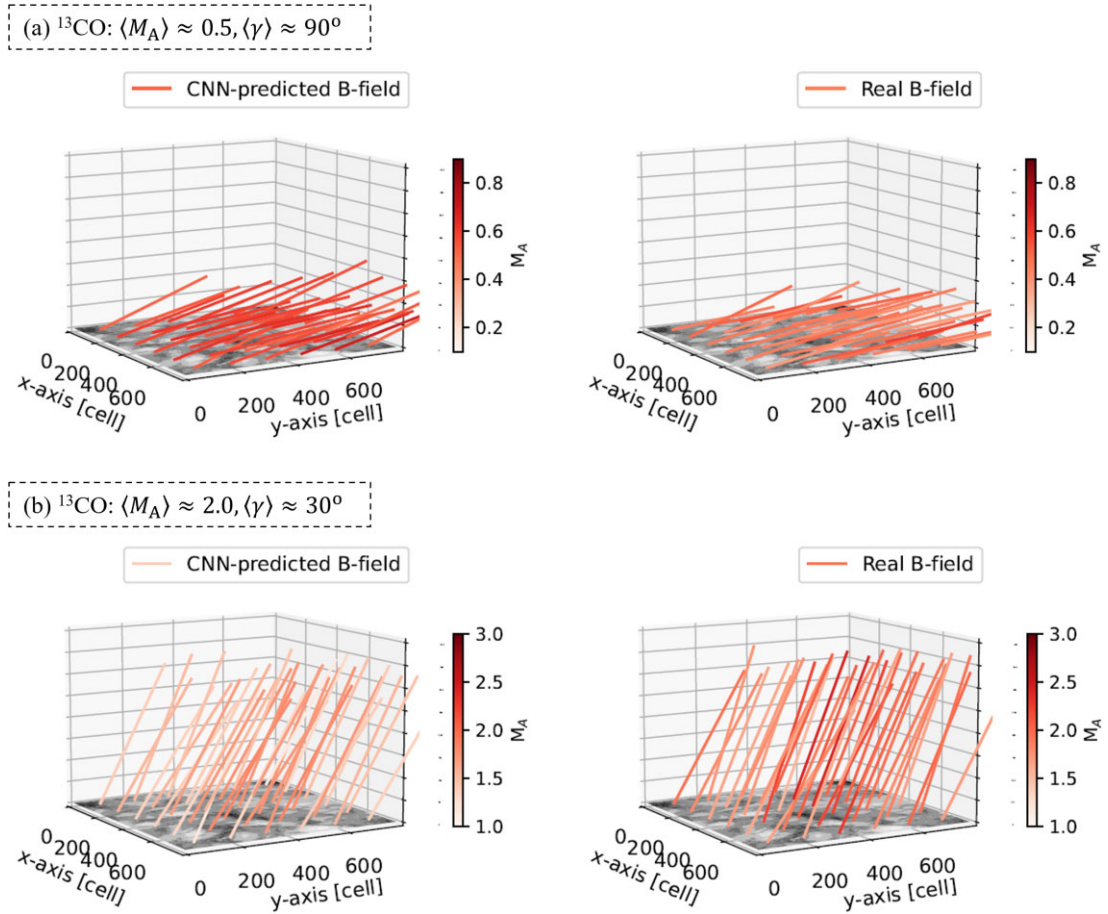 (a) ¹³CO: ⟨M_A⟩ ≈ 0.5, ⟨γ⟩ ≈ 90°
CNN-predicted B-field
Real B-field
0.8
0.6
0.4
0.2
M_A
0.8
0.6
0.4
0.2
M_A
0
200
400
600
x-axis [cell]
0
200
400
600
y-axis [cell]
0
200
400
600
x-axis [cell]
0
200
400
600
y-axis [cell]
(b) ¹³CO: ⟨M_A⟩ ≈ 2.0, ⟨γ⟩ ≈ 30°
CNN-predicted B-field
Real B-field
3.0
2.5
2.0
1.5
1.0
M_A
3.0
2.5
2.0
1.5
1.0
M_A
0
200
400
600
x-axis [cell]
0
200
400
600
y-axis [cell]
0
200
400
600
x-axis [cell]
0
200
400
600
y-axis [cell]